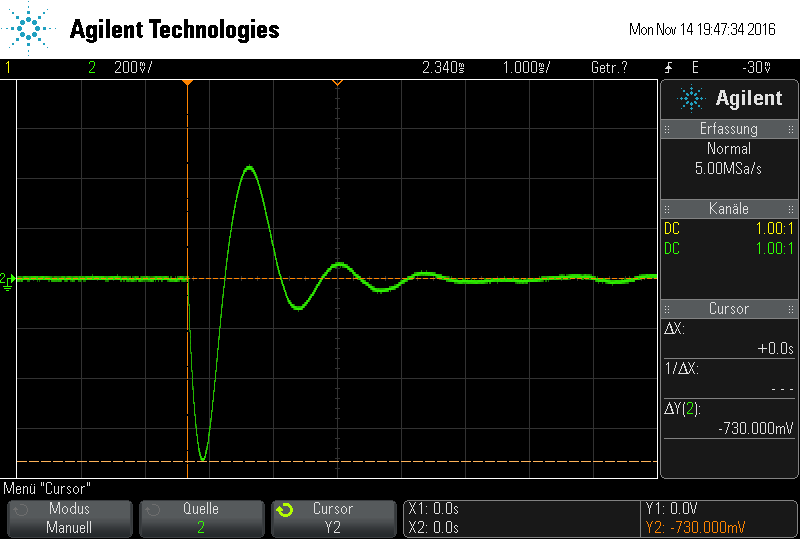 Agilent Technologies
Mon Nov 14 19:47:34 2016
1 2 200mV/ 2.340s 1.000s/ Getr.? E -30mV
Agilent
Erfassung
Normal
5.00MSa/s
Kanäle
DC 1.00:1
DC 1.00:1
Cursor
ΔX:
+0.0s
1/ΔX:
- - -
ΔY(2):
-730.000mV
2
Menü "Cursor"
Modus
Manuell
Quelle
2
Cursor
Y2
X1: 0.0s
X2: 0.0s
Y1: 0.0V
Y2: -730.000mV